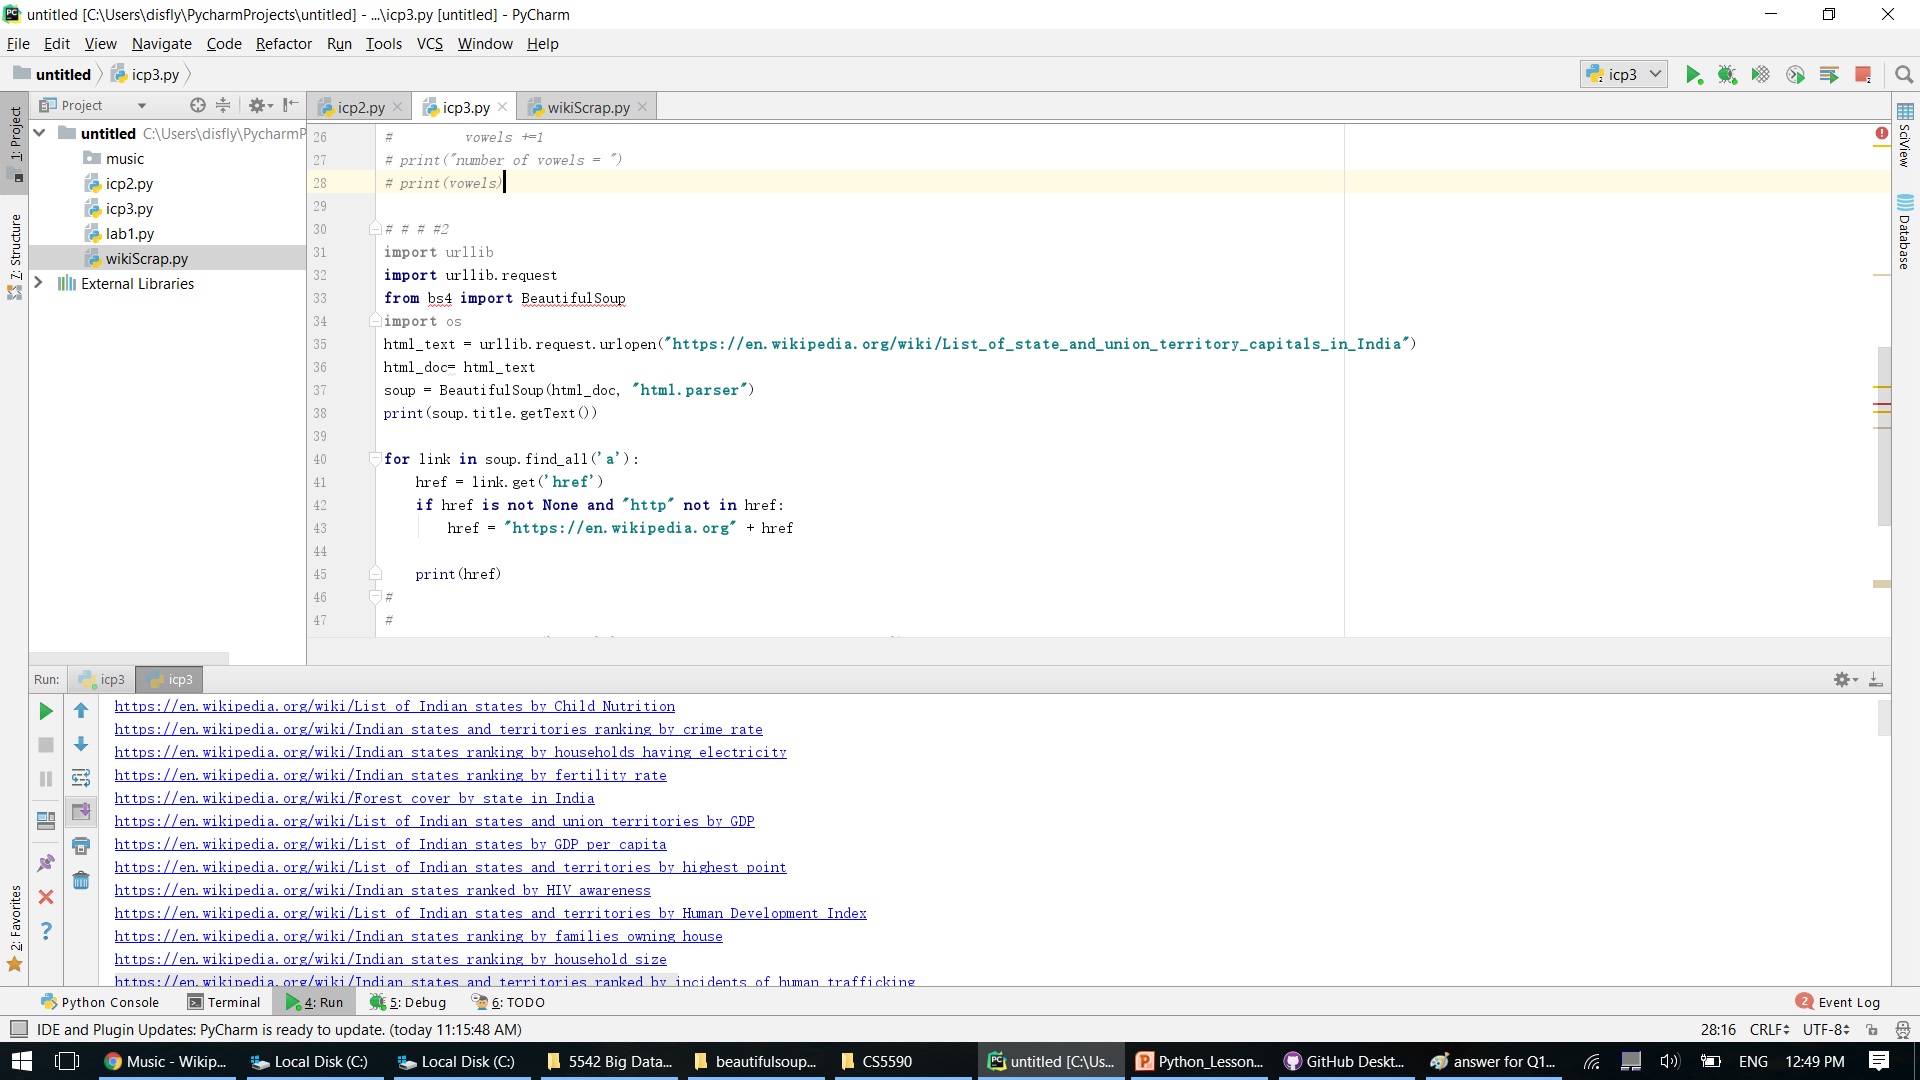 untitled [C:\Users\disfly\PycharmProjects\untitled] - ...\icp3.py [untitled] - PyCharm
File Edit View Navigate Code Refactor Run Tools VCS Window Help
untitled icp3.py icp3
Project icp2.py icp3.py wikiScrap.py
1: Project
7: Structure
2: Favorites
SciView
Database
untitled C:\Users\disfly\PycharmP
music
icp2.py
icp3.py
lab1.py
wikiScrap.py
External Libraries
26 # vowels +=1
27 # print("number of vowels = ")
28 # print(vowels)
29
30 # # # #2
31 import urllib
32 import urllib.request
33 from bs4 import BeautifulSoup
34 import os
35 html_text = urllib.request.urlopen("https://en.wikipedia.org/wiki/List_of_state_and_union_territory_capitals_in_India")
36 html_doc= html_text
37 soup = BeautifulSoup(html_doc, "html.parser")
38 print(soup.title.getText())
39
40 for link in soup.find_all('a'):
41 href = link.get('href')
42 if href is not None and "http" not in href:
43 href = "https://en.wikipedia.org" + href
44
45 print(href)
46 #
47 #
Run: icp3 icp3
https://en.wikipedia.org/wiki/List_of_Indian_states_by_Child_Nutrition
https://en.wikipedia.org/wiki/Indian_states_and_territories_ranking_by_crime_rate
https://en.wikipedia.org/wiki/Indian_states_ranking_by_households_having_electricity
https://en.wikipedia.org/wiki/Indian_states_ranking_by_fertility_rate
https://en.wikipedia.org/wiki/Forest_cover_by_state_in_India
https://en.wikipedia.org/wiki/List_of_Indian_states_and_union_territories_by_GDP
https://en.wikipedia.org/wiki/List_of_Indian_states_by_GDP_per_capita
https://en.wikipedia.org/wiki/List_of_Indian_states_and_territories_by_highest_point
https://en.wikipedia.org/wiki/Indian_states_ranked_by_HIV_awareness
https://en.wikipedia.org/wiki/List_of_Indian_states_and_territories_by_Human_Development_Index
https://en.wikipedia.org/wiki/Indian_states_ranking_by_families_owning_house
https://en.wikipedia.org/wiki/Indian_states_ranking_by_household_size
https://en.wikipedia.org/wiki/Indian_states_and_territories_ranked_by_incidents_of_human_trafficking
Python Console Terminal 4: Run 5: Debug 6: TODO 2 Event Log
IDE and Plugin Updates: PyCharm is ready to update. (today 11:15:48 AM) 28:16 CRLF UTF-8
Music - Wikip... Local Disk (C:) Local Disk (C:) 5542 Big Data... beautifulsoup... CS5590 untitled [C:\Us... Python_Lesson... GitHub Deskt... answer for Q1... ENG 12:49 PM